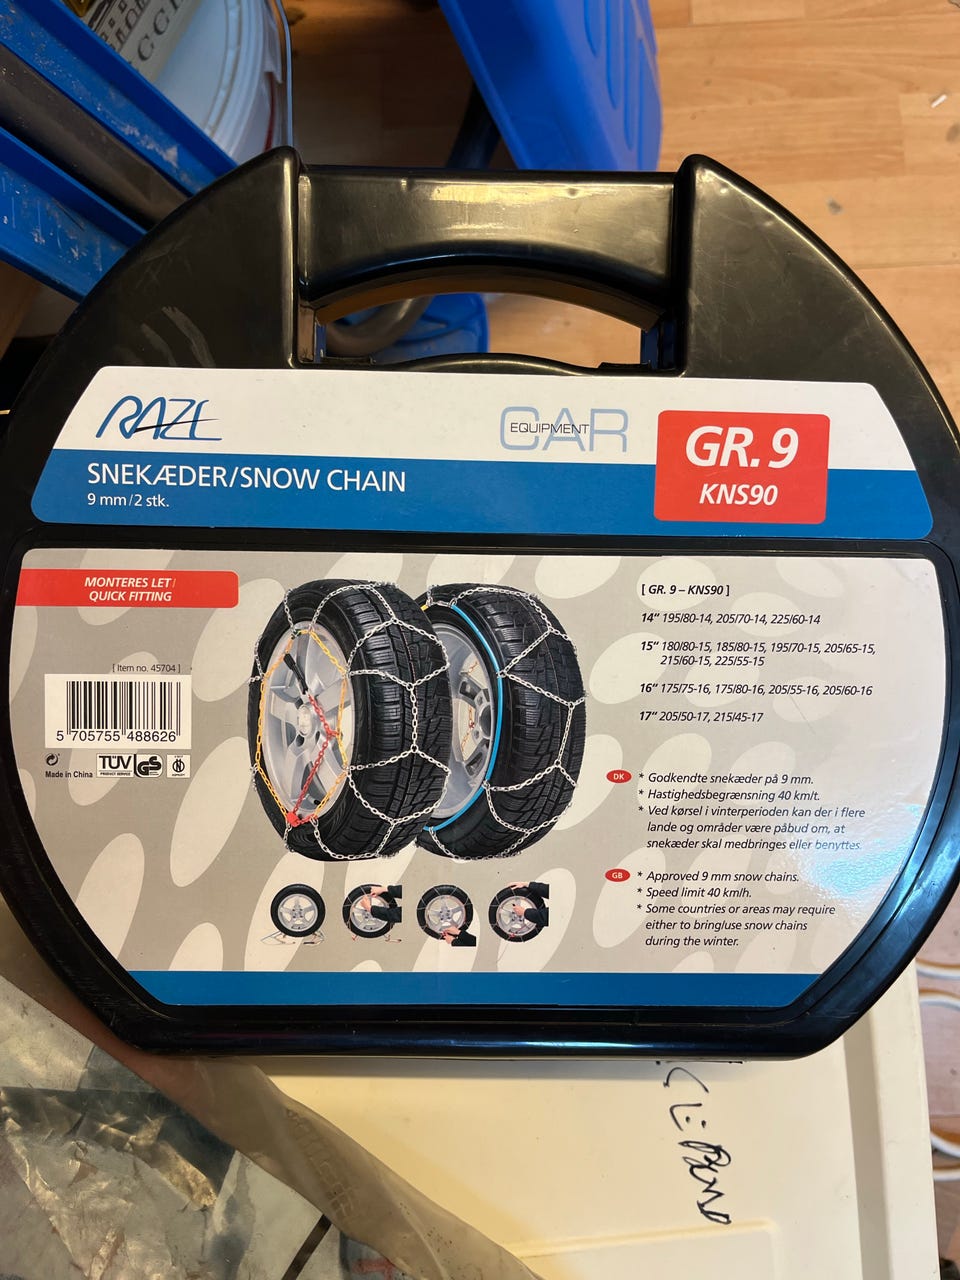 RAZE
CAR
EQUIPMENT
GR. 9
KNS90
SNEKÆDER/SNOW CHAIN
9 mm/2 stk.
MONTERES LET/
QUICK FITTING
[ Item no. 45704 ]
5 705755 488626
Made in China
TÜV
PRODUCT SERVICE
GS
[ GR. 9 – KNS90 ]
14“ 195/80-14, 205/70-14, 225/60-14
15“ 180/80-15, 185/80-15, 195/70-15, 205/65-15,
215/60-15, 225/55-15
16“ 175/75-16, 175/80-16, 205/55-16, 205/60-16
17“ 205/50-17, 215/45-17
DK
* Godkendte snekæder på 9 mm.
* Hastighedsbegrænsning 40 km/t.
* Ved kørsel i vinterperioden kan der i flere
lande og områder være påbud om, at
snekæder skal medbringes eller benyttes.
GB
* Approved 9 mm snow chains.
* Speed limit 40 km/h.
* Some countries or areas may require
either to bring/use snow chains
during the winter.